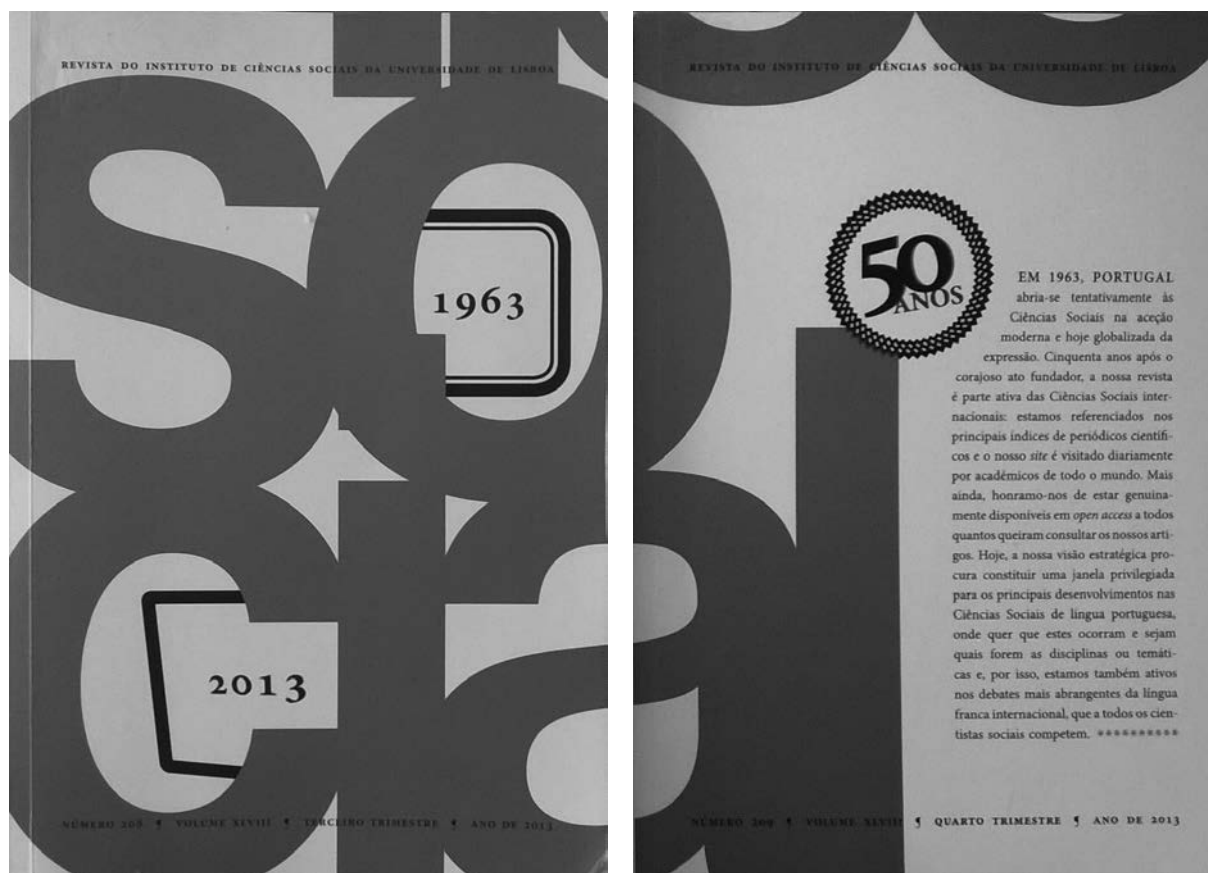 REVISTA DO INSTITUTO DE CIÊNCIAS SOCIAIS DA UNIVERSIDADE DE LISBOA
so
cia
1963
2013
NÚMERO 208 ¶ VOLUME XLVIII ¶ TERCEIRO TRIMESTRE ¶ ANO DE 2013
REVISTA DO INSTITUTO DE CIÊNCIAS SOCIAIS DA UNIVERSIDADE DE LISBOA
50
ANOS
EM 1963, PORTUGAL
abria-se tentativamente às
Ciências Sociais na aceção
moderna e hoje globalizada da
expressão. Cinquenta anos após o
corajoso ato fundador, a nossa revista
é parte ativa das Ciências Sociais inter-
nacionais: estamos referenciados nos
principais índices de periódicos científi-
cos e o nosso site é visitado diariamente
por académicos de todo o mundo. Mais
ainda, honramo-nos de estar genuina-
mente disponíveis em open access a todos
quantos queiram consultar os nossos arti-
gos. Hoje, a nossa visão estratégica pro-
cura constituir uma janela privilegiada
para os principais desenvolvimentos nas
Ciências Sociais de língua portuguesa,
onde quer que estes ocorram e sejam
quais forem as disciplinas ou temáti-
cas e, por isso, estamos também ativos
nos debates mais abrangentes da língua
franca internacional, que a todos os cien-
tistas sociais competem. **********
NÚMERO 209 ¶ VOLUME XLVIII ¶ QUARTO TRIMESTRE ¶ ANO DE 2013